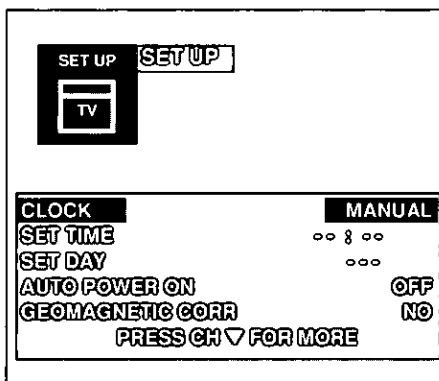 SET UP
SET UP
TV
CLOCK MANUAL
SET TIME -- : --
SET DAY ---
AUTO POWER ON OFF
GEOMAGNETIC CORR NO
PRESS CH ▽ FOR MORE